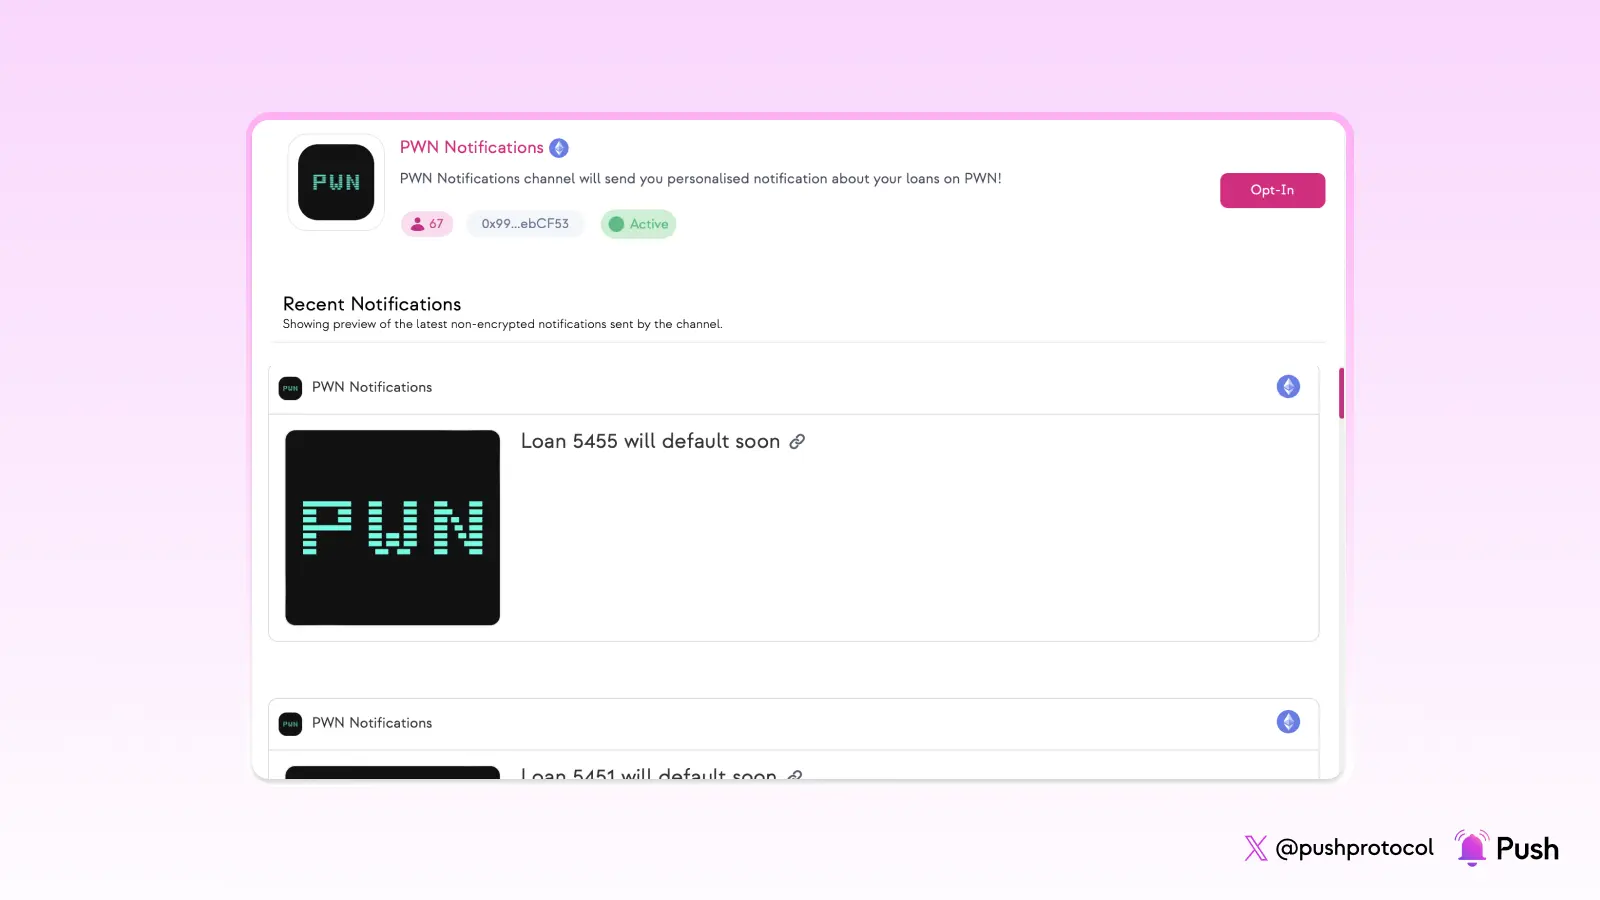 PWN
PWN Notifications
PWN Notifications channel will send you personalised notification about your loans on PWN!
Opt-In
67
0x99...ebCF53
Active
Recent Notifications
Showing preview of the latest non-encrypted notifications sent by the channel.
PWN
PWN Notifications
Loan 5455 will default soon
PWN
PWN
PWN Notifications
Loan 5451 will default soon
@pushprotocol
Push